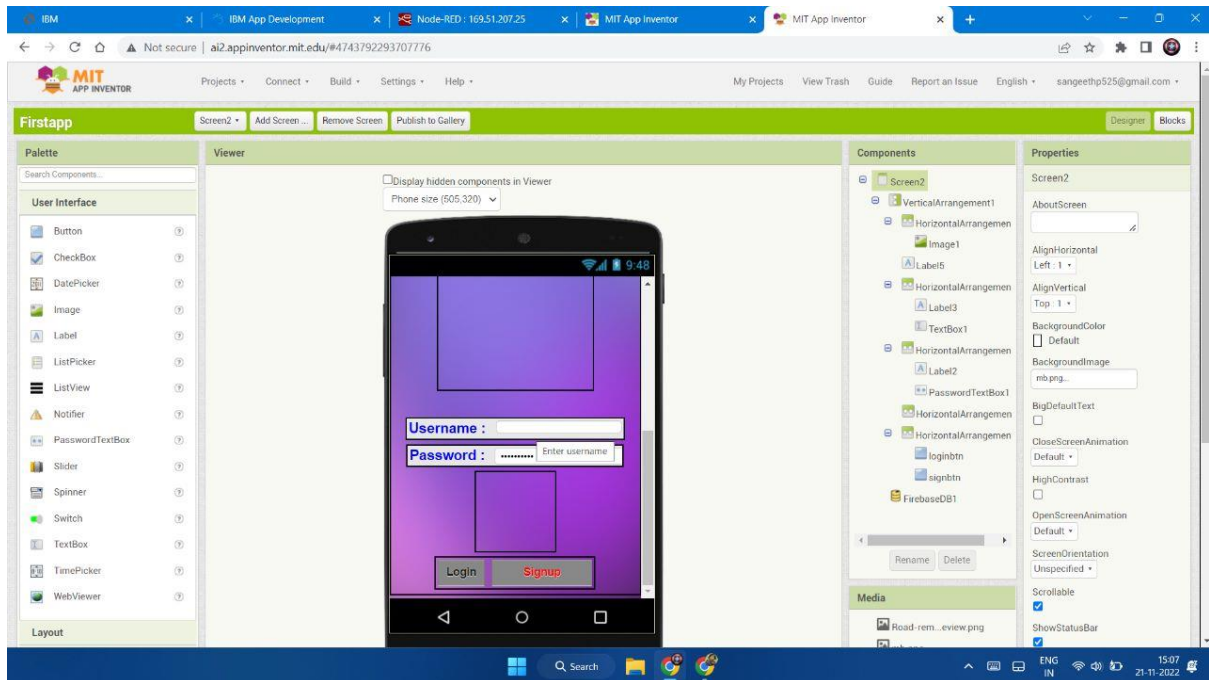 IBM
IBM App Development
Node-RED : 169.51.207.25
MIT App Inventor
MIT App Inventor
Not secure
ai2.appinventor.mit.edu/#4743792293707776
MIT
APP INVENTOR
Projects
Connect
Build
Settings
Help
My Projects
View Trash
Guide
Report an Issue
English
sangeethp525@gmail.com
Firstapp
Screen2
Add Screen ...
Remove Screen
Publish to Gallery
Designer
Blocks
Palette
Search Components...
User Interface
Button
CheckBox
DatePicker
Image
Label
ListPicker
ListView
Notifier
PasswordTextBox
Slider
Spinner
Switch
TextBox
TimePicker
WebViewer
Layout
Viewer
Display hidden components in Viewer
Phone size (505,320)
9:48
Username :
Password :
Enter username
Login
Signup
Components
Screen2
VerticalArrangement1
HorizontalArrangemen
Image1
Label5
HorizontalArrangemen
Label3
TextBox1
HorizontalArrangemen
Label2
PasswordTextBox1
HorizontalArrangemen
HorizontalArrangemen
loginbtn
signbtn
FirebaseDB1
Rename
Delete
Media
Road-rem...eview.png
Properties
Screen2
AboutScreen
AlignHorizontal
Left : 1
AlignVertical
Top : 1
BackgroundColor
Default
BackgroundImage
mb.png...
BigDefaultText
CloseScreenAnimation
Default
HighContrast
OpenScreenAnimation
Default
ScreenOrientation
Unspecified
Scrollable
ShowStatusBar
Search
ENG
IN
15:07
21-11-2022